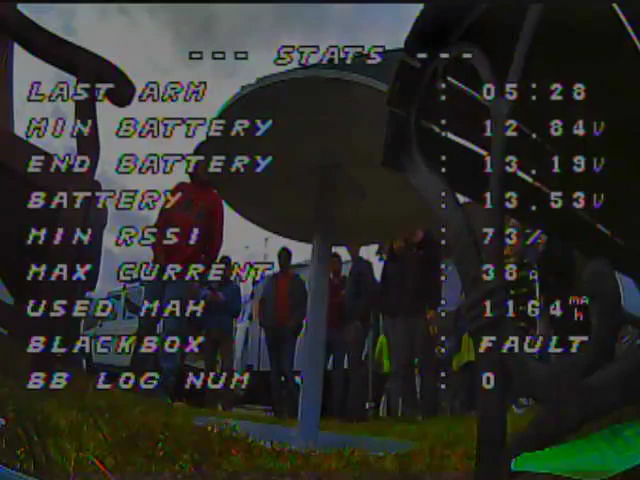 --- STATS ---
LAST ARM : 05:28
MIN BATTERY : 12.84V
END BATTERY : 13.19V
BATTERY : 13.53V
MIN RSSI : 73%
MAX CURRENT : 38A
USED MAH : 1164mAh
BLACKBOX : FAULT
BB LOG NUM : 0